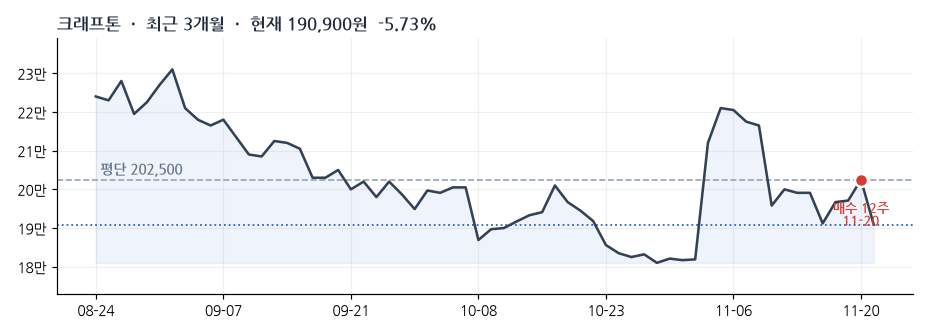 크래프톤 · 최근 3개월 · 현재 190,900원 -5.73%
23만
22만
21만
평단 202,500
20만
매수 12주
11-20
19만
18만
08-24 09-07 09-21 10-08 10-23 11-06 11-20